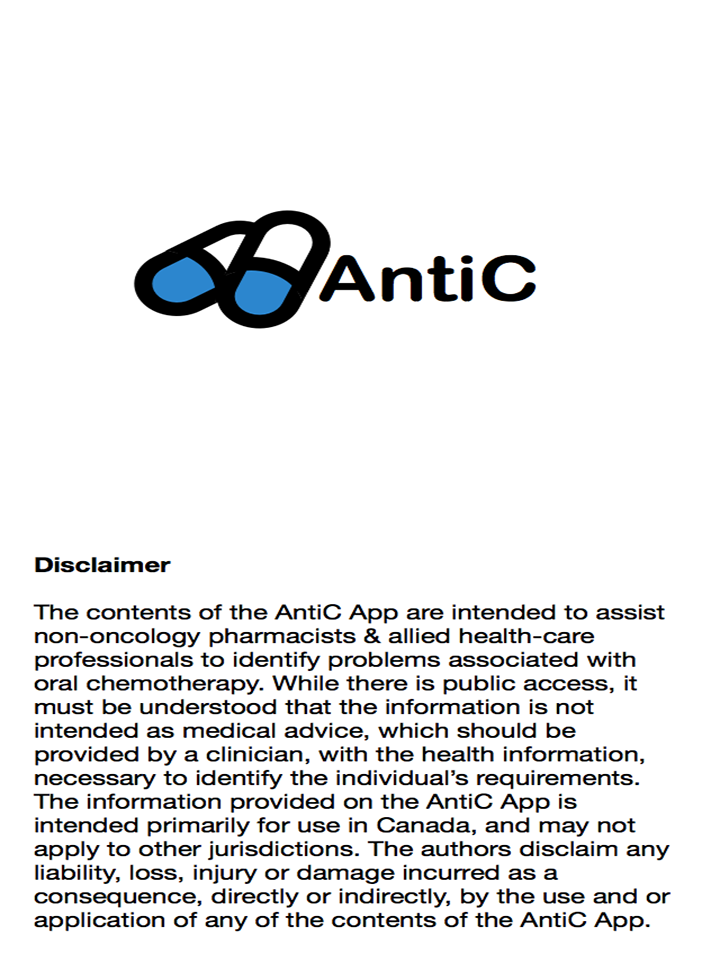 AntiC
Disclaimer
The contents of the AntiC App are intended to assist
non-oncology pharmacists & allied health-care
professionals to identify problems associated with
oral chemotherapy. While there is public access, it
must be understood that the information is not
intended as medical advice, which should be
provided by a clinician, with the health information,
necessary to identify the individual’s requirements.
The information provided on the AntiC App is
intended primarily for use in Canada, and may not
apply to other jurisdictions. The authors disclaim any
liability, loss, injury or damage incurred as a
consequence, directly or indirectly, by the use and or
application of any of the contents of the AntiC App.